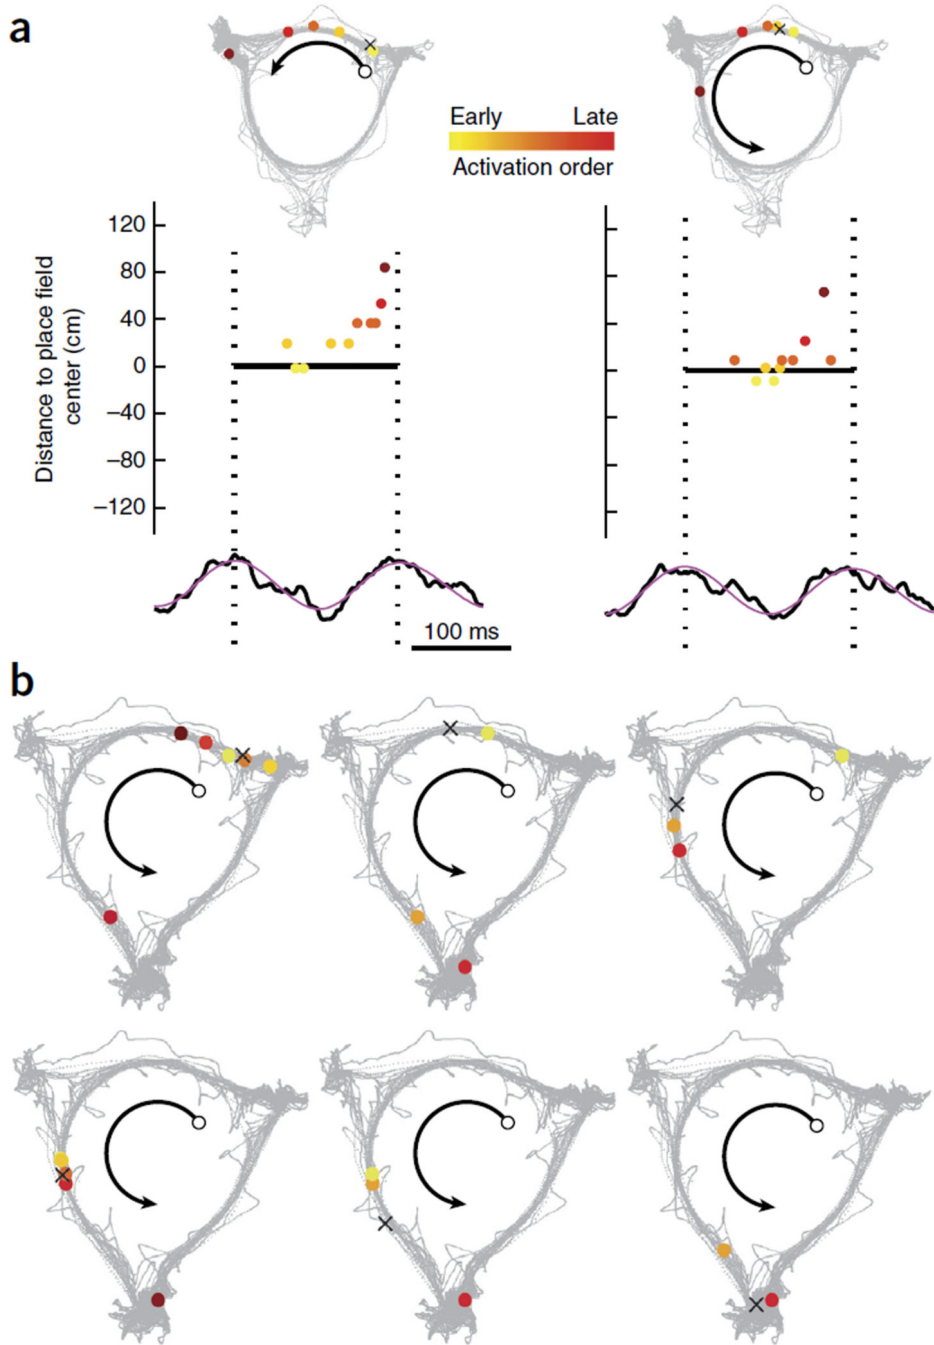 a
Early Late
Activation order
Distance to place field
center (cm)
120
80
40
0
−40
−80
−120
100 ms
b